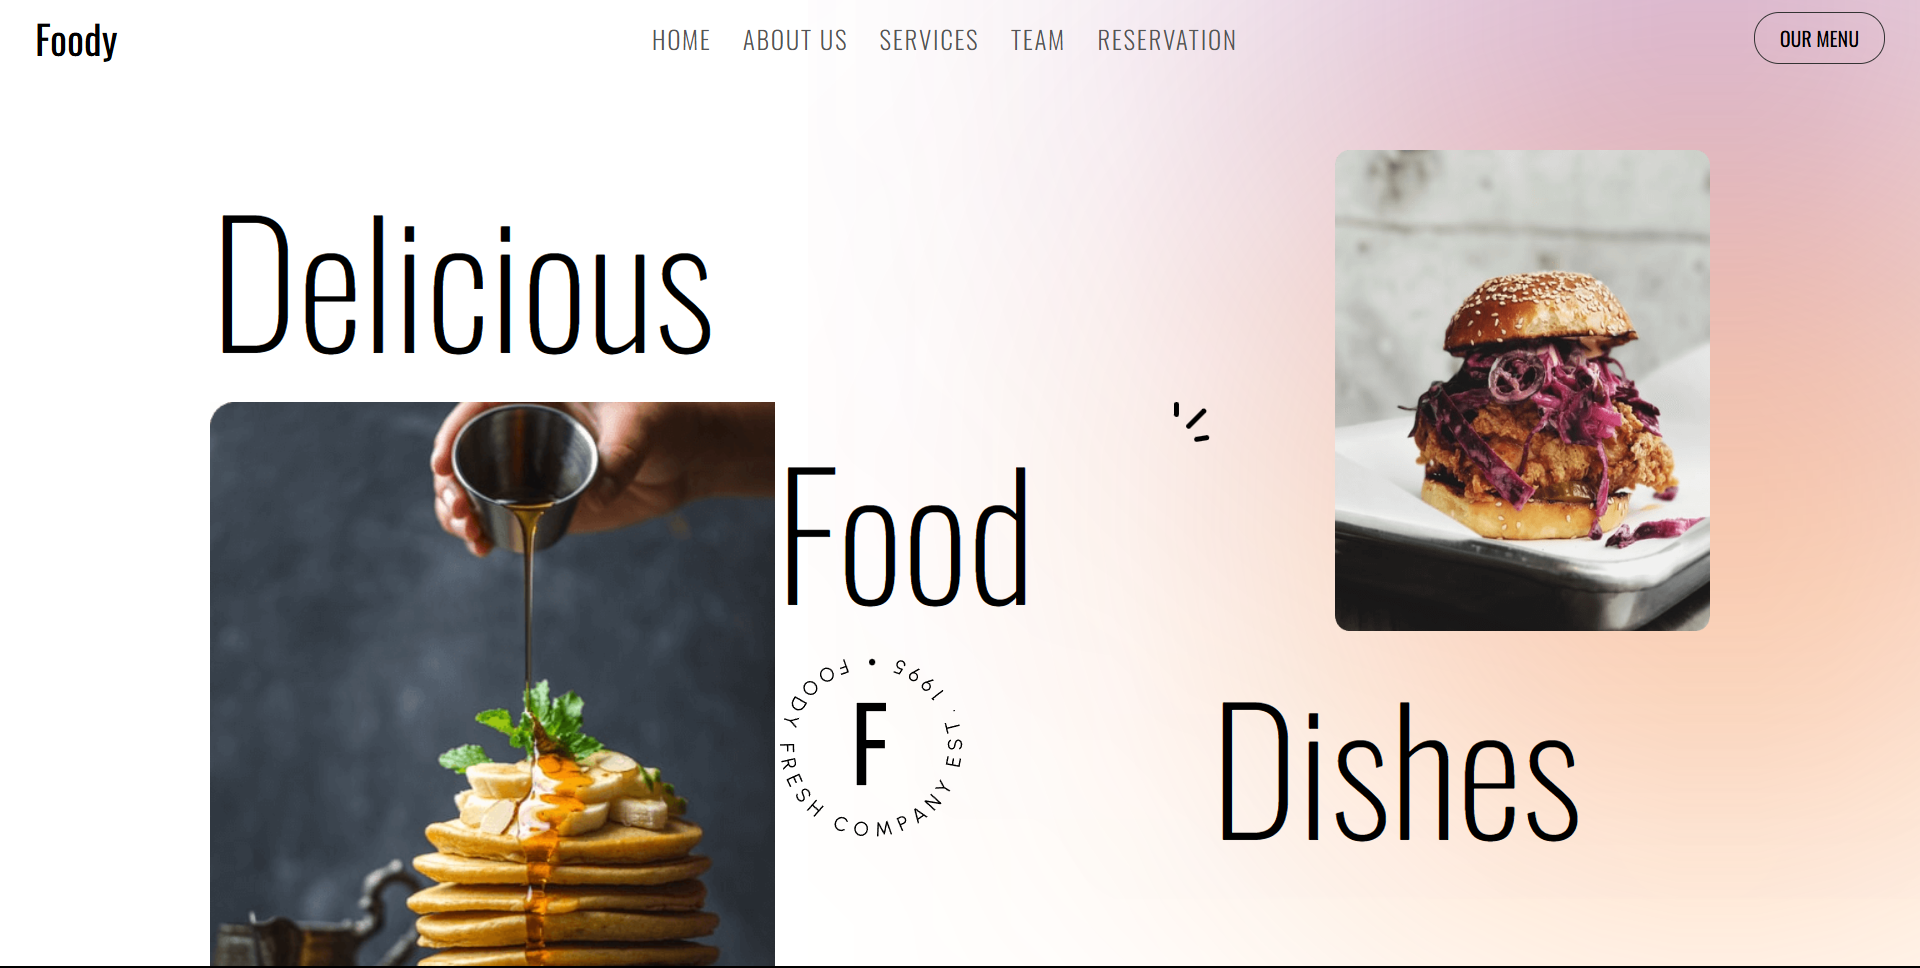 Foody
HOME ABOUT US SERVICES TEAM RESERVATION
OUR MENU
Delicious
Food
FOODY FRESH COMPANY EST. 1995 •
F
Dishes